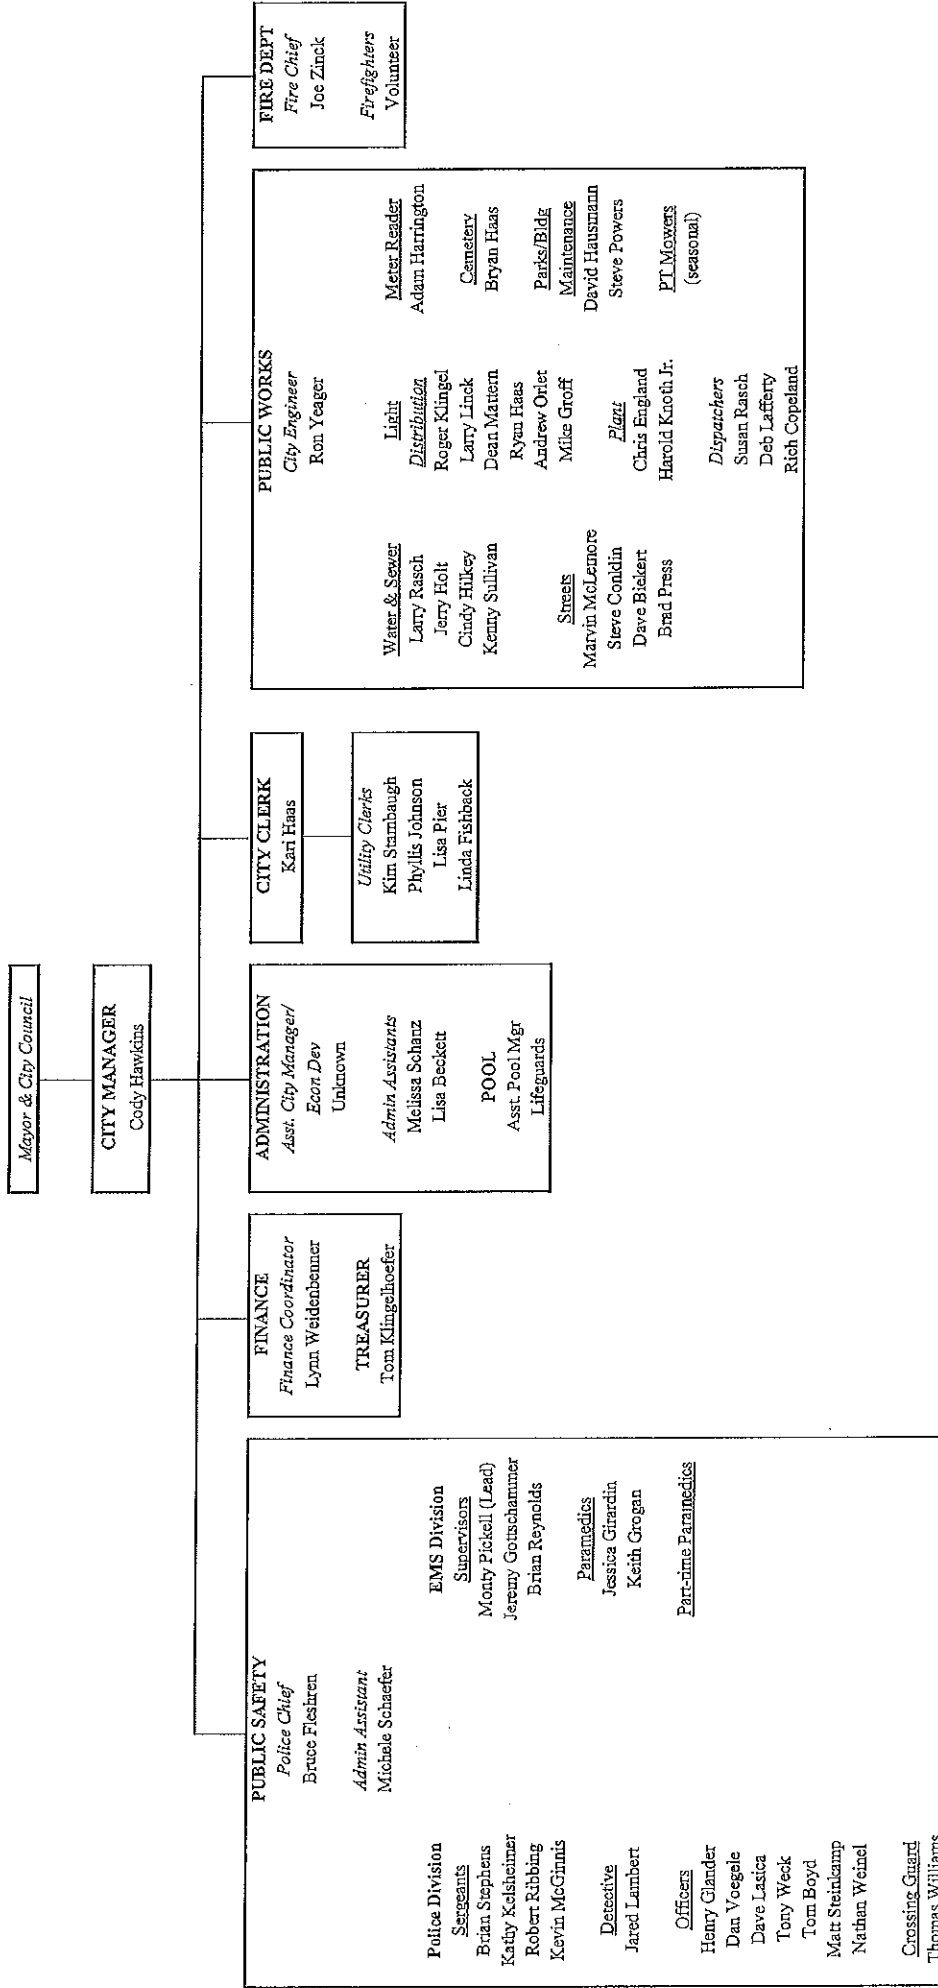 Mayor & City Council
CITY MANAGER
Cody Hawkins
PUBLIC SAFETY
Police Chief
Bruce Fleshren
Admin Assistant
Michele Schaefer
Police Division
Sergeants
Brian Stephens
Kathy Kelsheimer
Robert Ribbing
Kevin McGinnis
Detective
Jared Lambert
Officers
Henry Glander
Dan Voegele
Dave Lasica
Tony Weck
Tom Boyd
Matt Steinkamp
Nathan Weinel
Crossing Guard
Thomas Williams
EMS Division
Supervisors
Monty Pickell (Lead)
Jeremy Gottschammer
Brian Reynolds
Paramedics
Jessica Girardin
Keith Grogan
Part-time Paramedics
FINANCE
Finance Coordinator
Lynn Weidenbenner
TREASURER
Tom Klingelhoefer
ADMINISTRATION
Asst. City Manager/
Econ Dev
Unknown
Admin Assistants
Melissa Schanz
Lisa Beckett
POOL
Asst. Pool Mgr
Lifeguards
CITY CLERK
Kari Haas
Utility Clerks
Kim Stambaugh
Phyllis Johnson
Lisa Pier
Linda Fishback
PUBLIC WORKS
City Engineer
Ron Yeager
Water & Sewer
Larry Rasch
Jerry Holt
Cindy Hilkey
Kenny Sullivan
Streets
Marvin McLemore
Steve Conldin
Dave Biekert
Brad Press
Light
Distribution
Roger Klingel
Larry Linck
Dean Mattern
Ryan Haas
Andrew Orlet
Mike Groff
Plant
Chris England
Harold Knoth Jr.
Dispatchers
Susan Rasch
Deb Lafferty
Rich Copeland
Meter Reader
Adam Harrington
Cemetery
Bryan Haas
Parks/Bldg
Maintenance
David Hausmann
Steve Powers
PT Mowers
(seasonal)
FIRE DEPT
Fire Chief
Joe Zinck
Firefighters
Volunteer